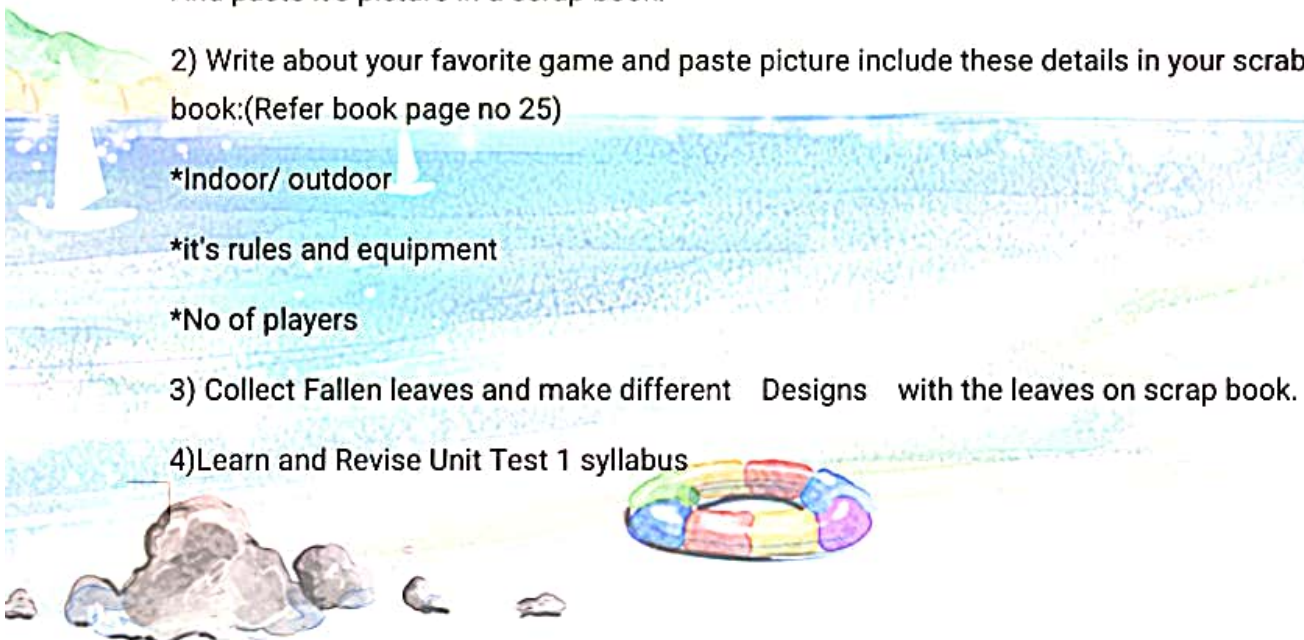 2) Write about your favorite game and paste picture include these details in your scrab
book:(Refer book page no 25)
*Indoor/ outdoor
*it's rules and equipment
*No of players
3) Collect Fallen leaves and make different Designs with the leaves on scrap book.
4)Learn and Revise Unit Test 1 syllabus